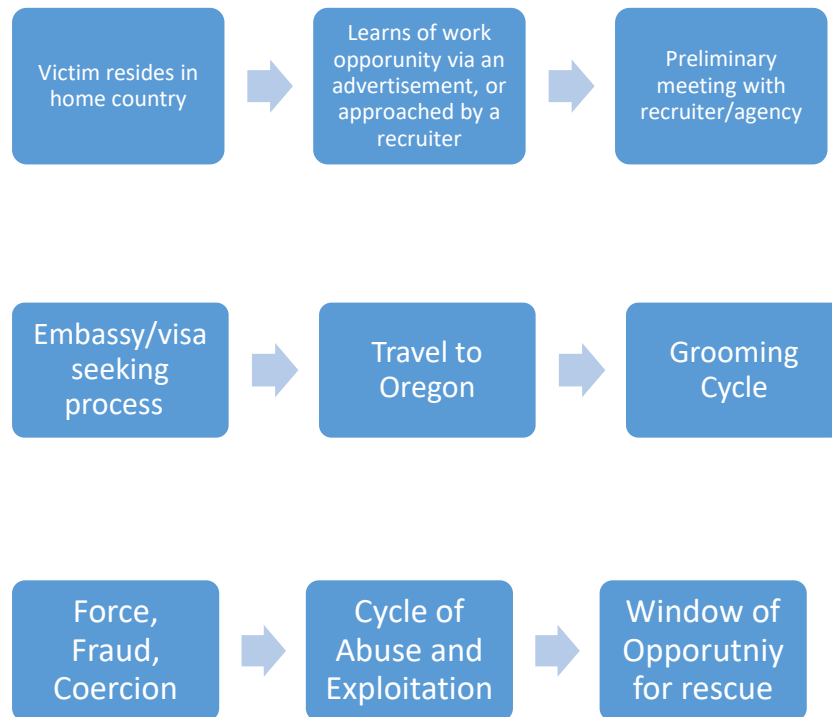 Victim resides in
home country
Learns of work
opporunity via an
advertisement, or
approached by a
recruiter
Preliminary
meeting with
recruiter/agency
Embassy/visa
seeking
process
Travel to
Oregon
Grooming
Cycle
Force,
Fraud,
Coercion
Cycle of
Abuse and
Exploitation
Window of
Opporutniy
for rescue